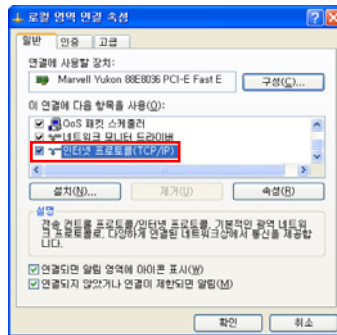 로컬 영역 연결 속성
일반 인증 고급
연결에 사용할 장치:
Marvell Yukon 88E8036 PCI-E Fast E 구성(C)...
이 연결에 다음 항목을 사용(O):
QoS 패킷 스케줄러
네트워크 모니터 드라이버
인터넷 프로토콜(TCP/IP)
설치(N)... 제거(U) 속성(R)
설명
전송 컨트롤 프로토콜/인터넷 프로토콜. 기본적인 광역 네트워
크 프로토콜로, 다양하게 연결된 네트워크상에서 통신을 제공합
니다.
연결되면 알림 영역에 아이콘 표시(W)
연결되지 않았거나 연결이 제한되면 알림(M)
확인 취소